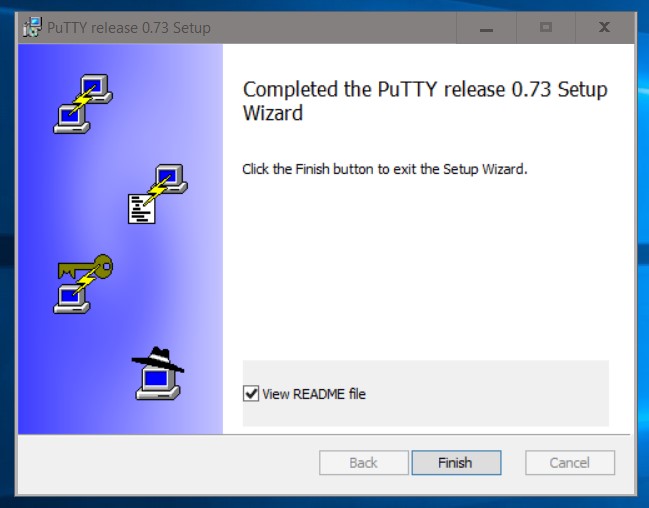 PuTTY release 0.73 Setup
Completed the PuTTY release 0.73 Setup
Wizard
Click the Finish button to exit the Setup Wizard.
View README file
Back
Finish
Cancel